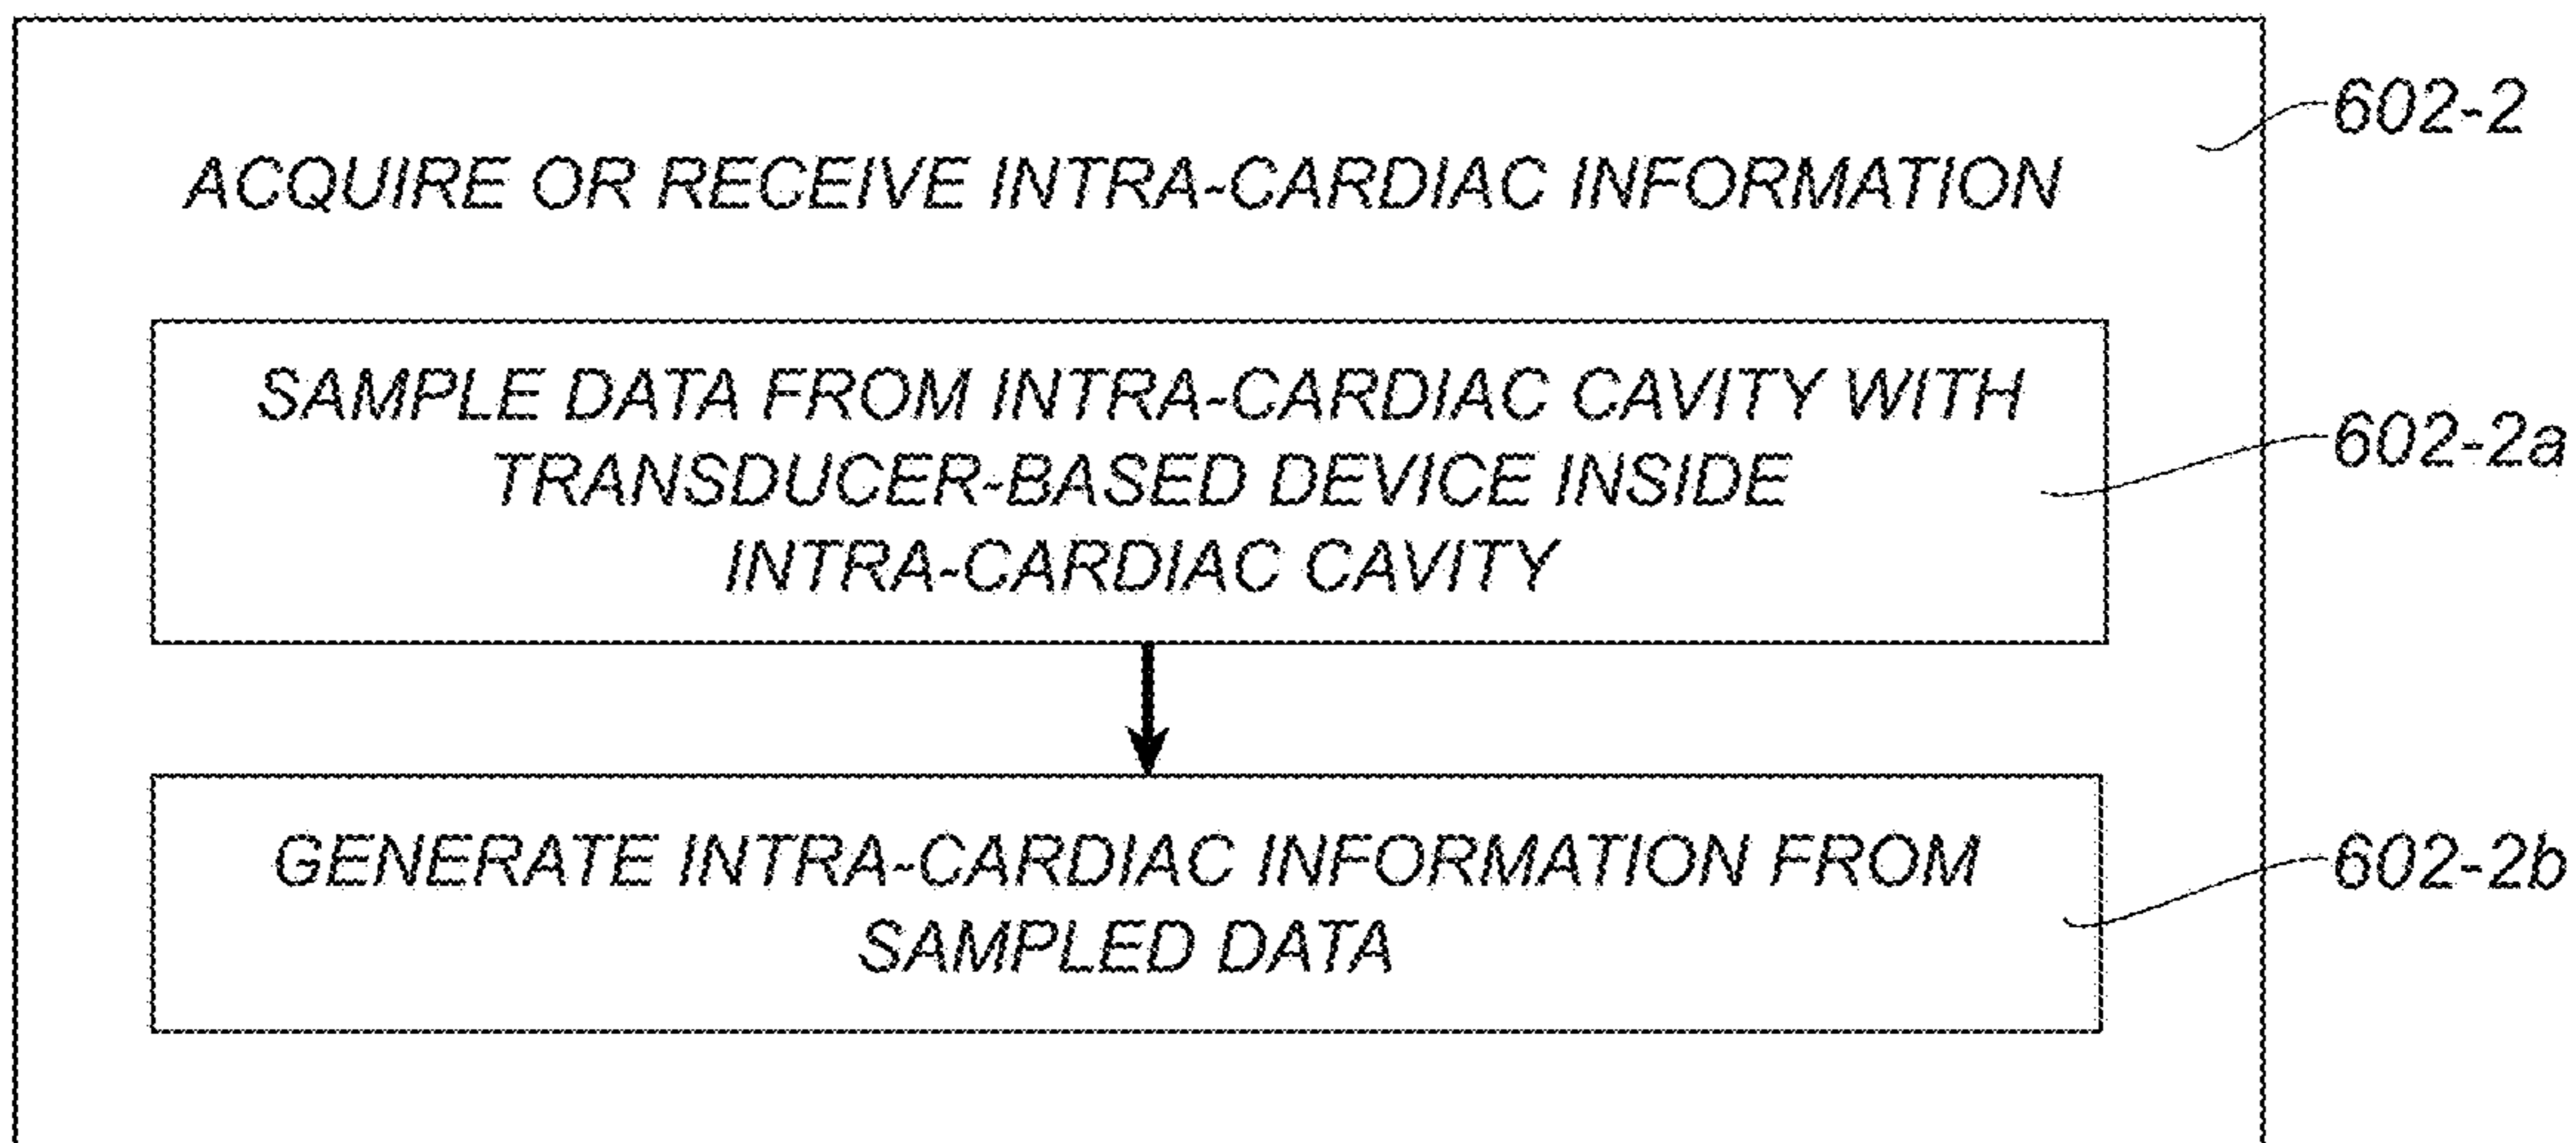 602-2
ACQUIRE OR RECEIVE INTRA-CARDIAC INFORMATION
SAMPLE DATA FROM INTRA-CARDIAC CAVITY WITH
TRANSDUCER-BASED DEVICE INSIDE
INTRA-CARDIAC CAVITY
602-2a
GENERATE INTRA-CARDIAC INFORMATION FROM
SAMPLED DATA
602-2b